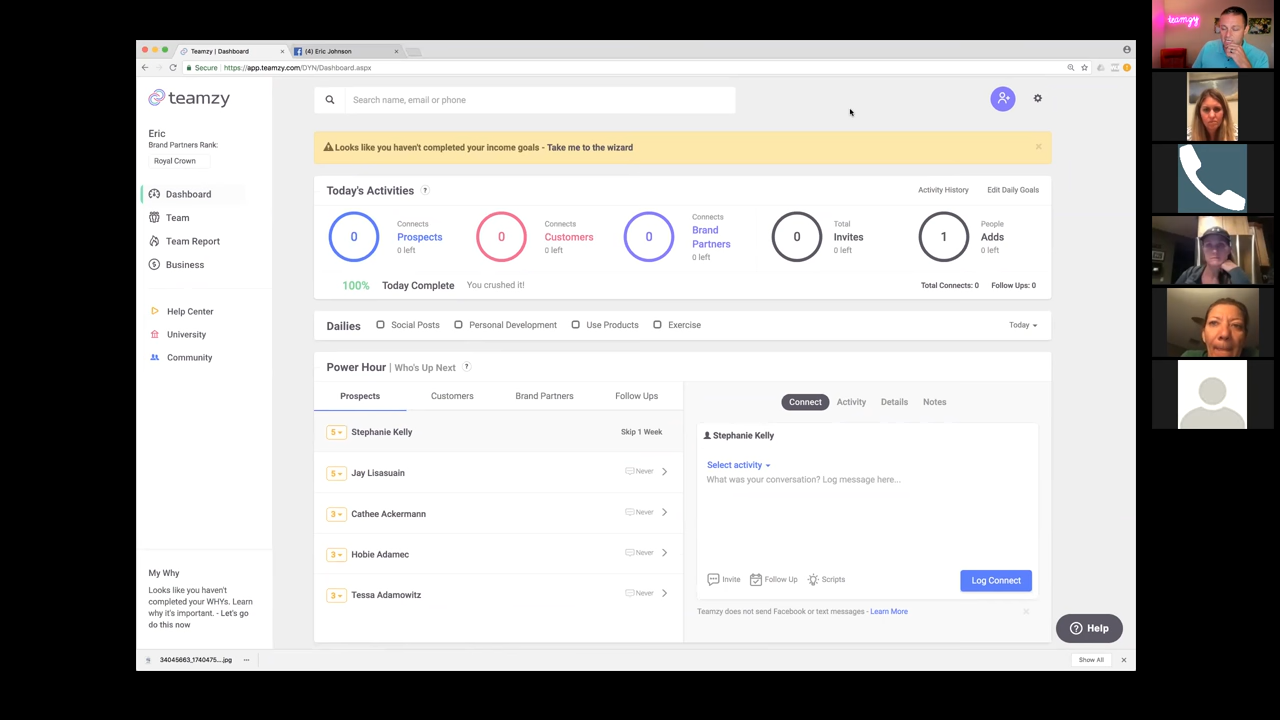 Teamzy | Dashboard
(4) Eric Johnson
Secure
https://app.teamzy.com/DYN/Dashboard.aspx
teamzy
teamzy
Search name, email or phone
Eric
Brand Partners Rank:
Royal Crown
Dashboard
Team
Team Report
Business
Help Center
University
Community
My Why
Looks like you haven't
completed your WHYs. Learn
why it's important. - Let's go
do this now
Looks like you haven't completed your income goals - Take me to the wizard
Today's Activities ?
Activity History
Edit Daily Goals
0 Connects Prospects 0 left
0 Connects Customers 0 left
0 Connects Brand Partners 0 left
0 Total Invites 0 left
1 People Adds 0 left
100% Today Complete You crushed it!
Total Connects: 0 Follow Ups: 0
Dailies Social Posts Personal Development Use Products Exercise Today
Power Hour | Who's Up Next ?
Prospects Customers Brand Partners Follow Ups
5 Stephanie Kelly Skip 1 Week
5 Jay Lisasuain Never
3 Cathee Ackermann Never
3 Hobie Adamec Never
3 Tessa Adamowitz Never
Connect Activity Details Notes
Stephanie Kelly
Select activity
What was your conversation? Log message here...
Invite Follow Up Scripts Log Connect
Teamzy does not send Facebook or text messages - Learn More
? Help
34045663_1740475....jpg
Show All